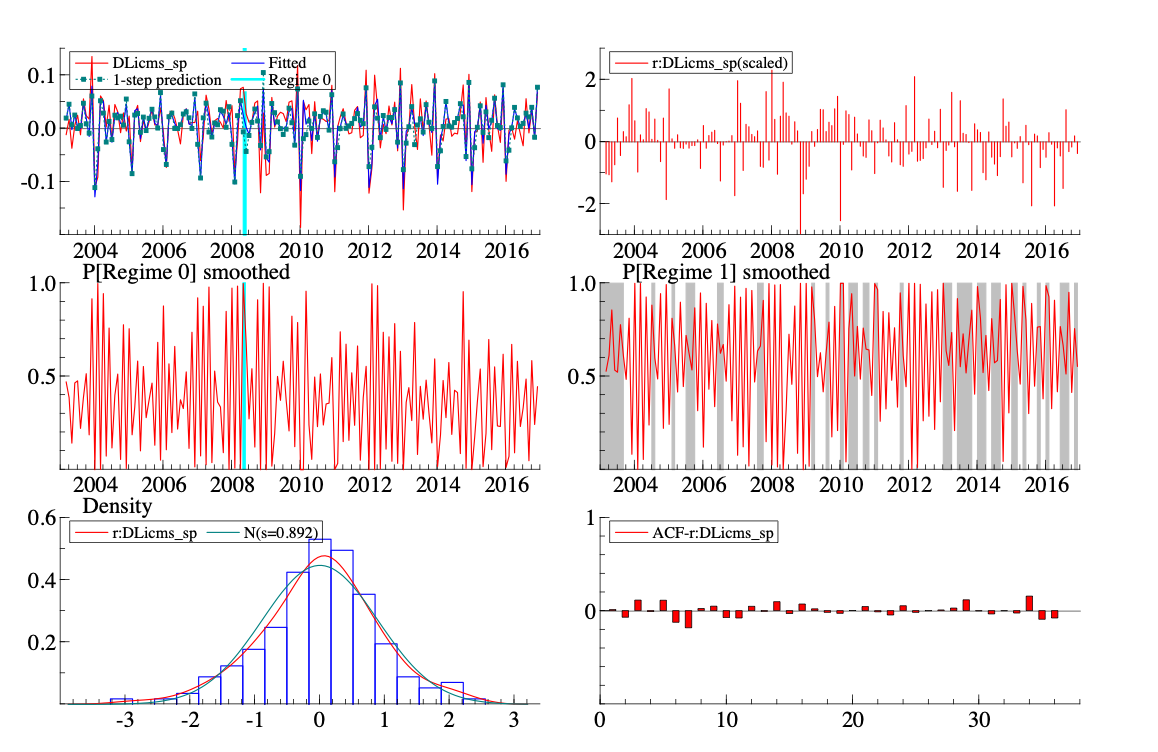 DLicms_sp Fitted
1-step prediction Regime 0
0.1
0.0
-0.1
2004 2006 2008 2010 2012 2014 2016
r:DLicms_sp(scaled)
2
0
-2
2004 2006 2008 2010 2012 2014 2016
P[Regime 0] smoothed
1.0
0.5
2004 2006 2008 2010 2012 2014 2016
P[Regime 1] smoothed
1.0
0.5
2004 2006 2008 2010 2012 2014 2016
Density
r:DLicms_sp N(s=0.892)
0.6
0.4
0.2
-3 -2 -1 0 1 2 3
ACF-r:DLicms_sp
1
0
0 10 20 30